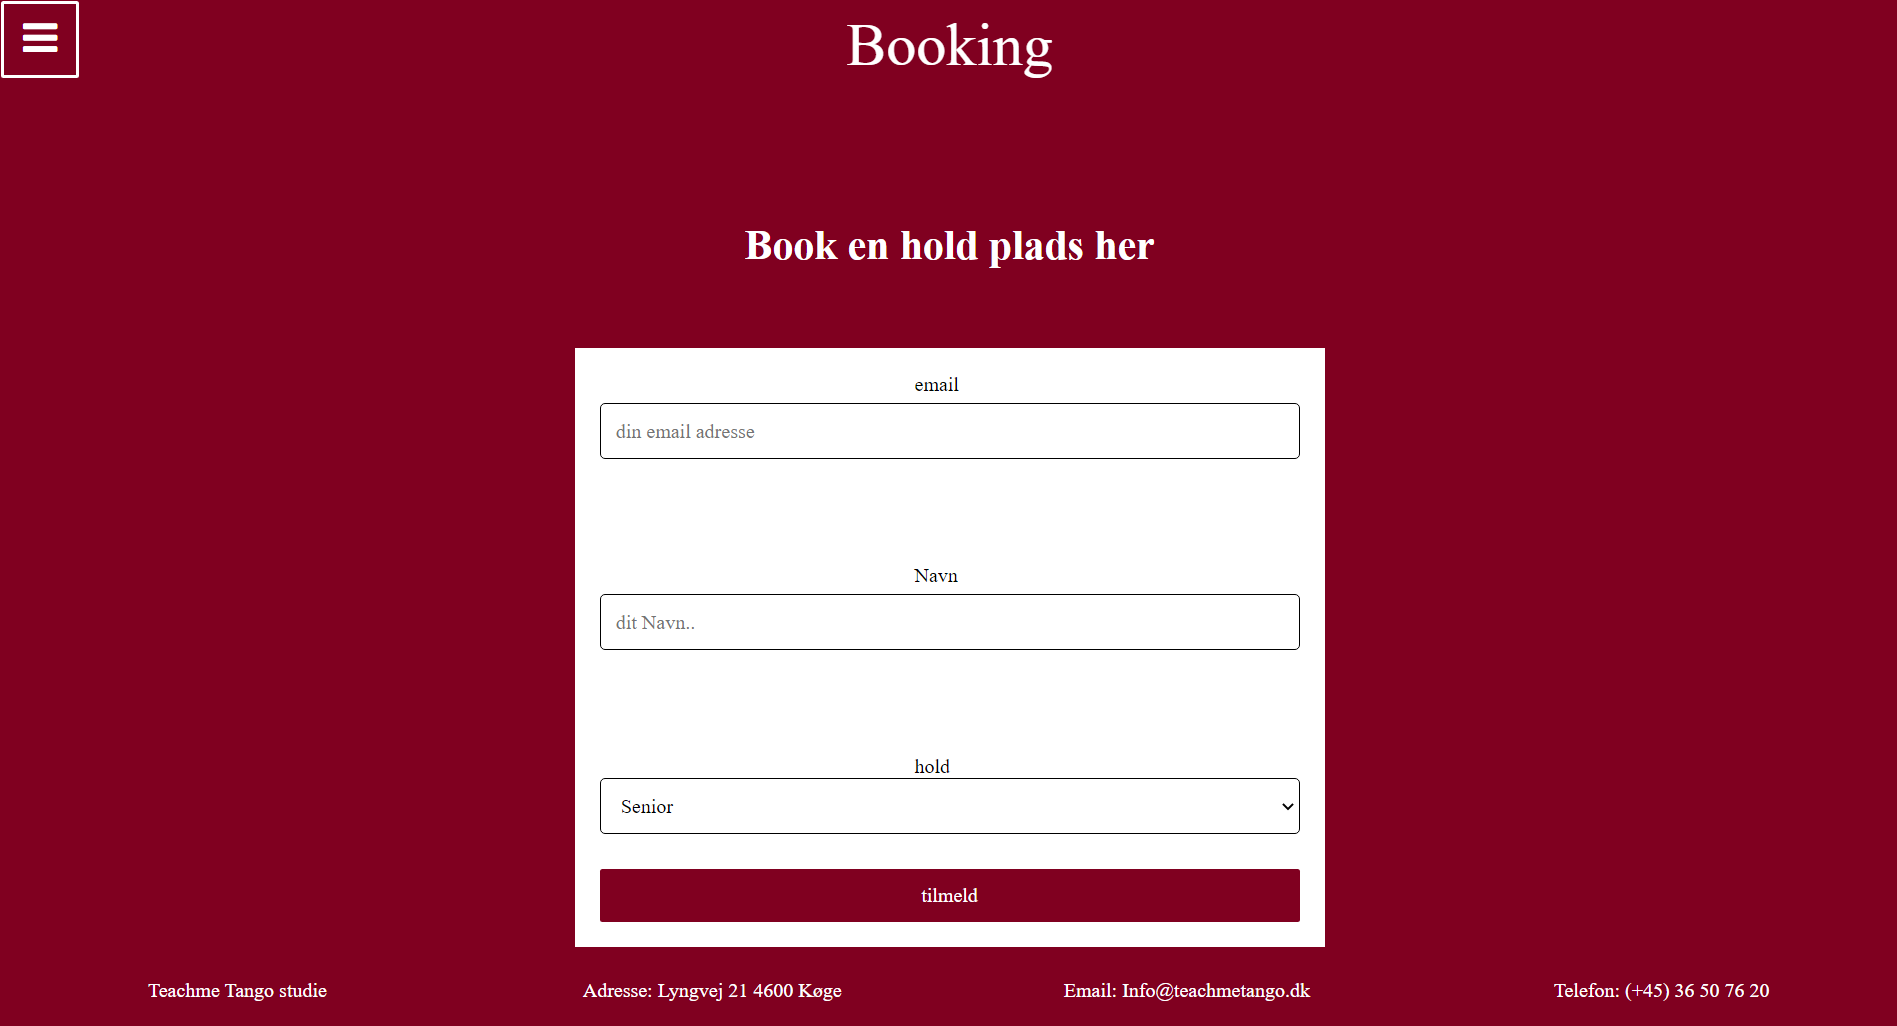 Booking
Book en hold plads her
email
din email adresse
Navn
dit Navn..
hold
Senior
tilmeld
Teachme Tango studie
Adresse: Lyngvej 21 4600 Køge
Email: Info@teachmetango.dk
Telefon: (+45) 36 50 76 20